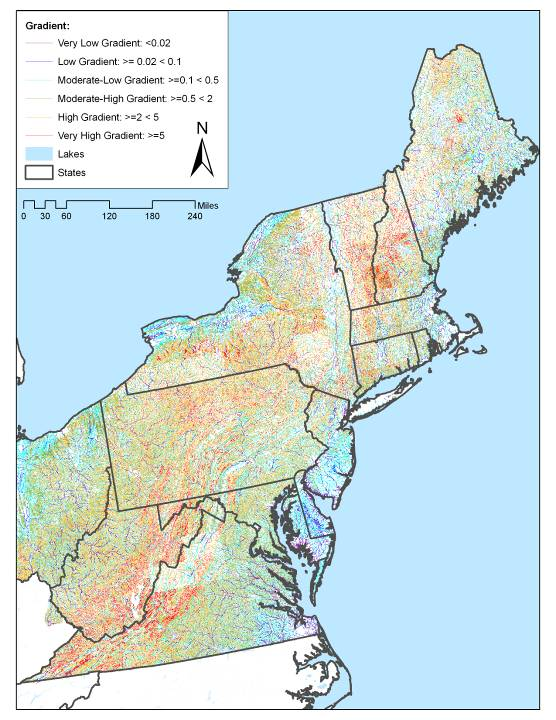 Gradient:
Very Low Gradient: <0.02
Low Gradient: >= 0.02 < 0.1
Moderate-Low Gradient: >=0.1 < 0.5
Moderate-High Gradient: >=0.5 < 2
High Gradient: >=2 < 5
Very High Gradient: >=5
Lakes
States
N
Miles
0 30 60 120 180 240